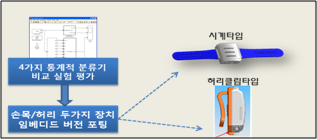 시계타입
4가지 통계적 분류기
비교 실험 평가
허리클립타입
손목/허리 두가지 장치
임베디드 버전 포팅